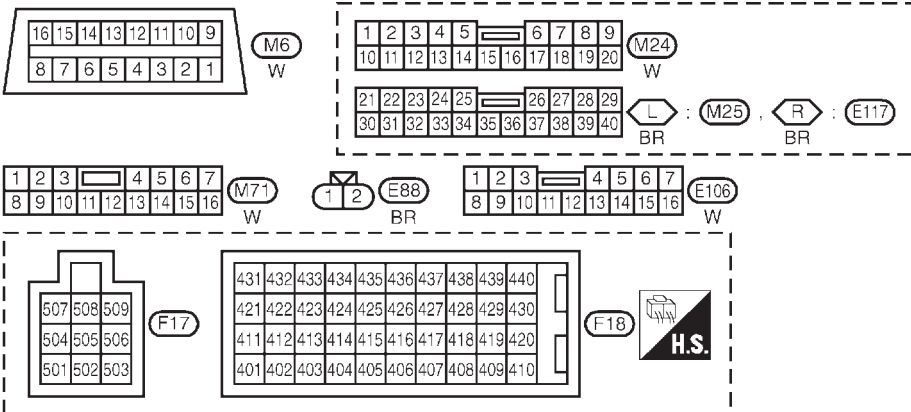 16 15 14 13 12 11 10 9
8 7 6 5 4 3 2 1
M6
W
1 2 3 4 5 6 7 8 9
10 11 12 13 14 15 16 17 18 19 20
M24
W
21 22 23 24 25 26 27 28 29
30 31 32 33 34 35 36 37 38 39 40
L : M25 , R : E117
BR BR
1 2 3 4 5 6 7
8 9 10 11 12 13 14 15 16
M71
W
1 2
E88
BR
1 2 3 4 5 6 7
8 9 10 11 12 13 14 15 16
E106
W
507 508 509
504 505 506
501 502 503
F17
431 432 433 434 435 436 437 438 439 440
421 422 423 424 425 426 427 428 429 430
411 412 413 414 415 416 417 418 419 420
401 402 403 404 405 406 407 408 409 410
F18
H.S.